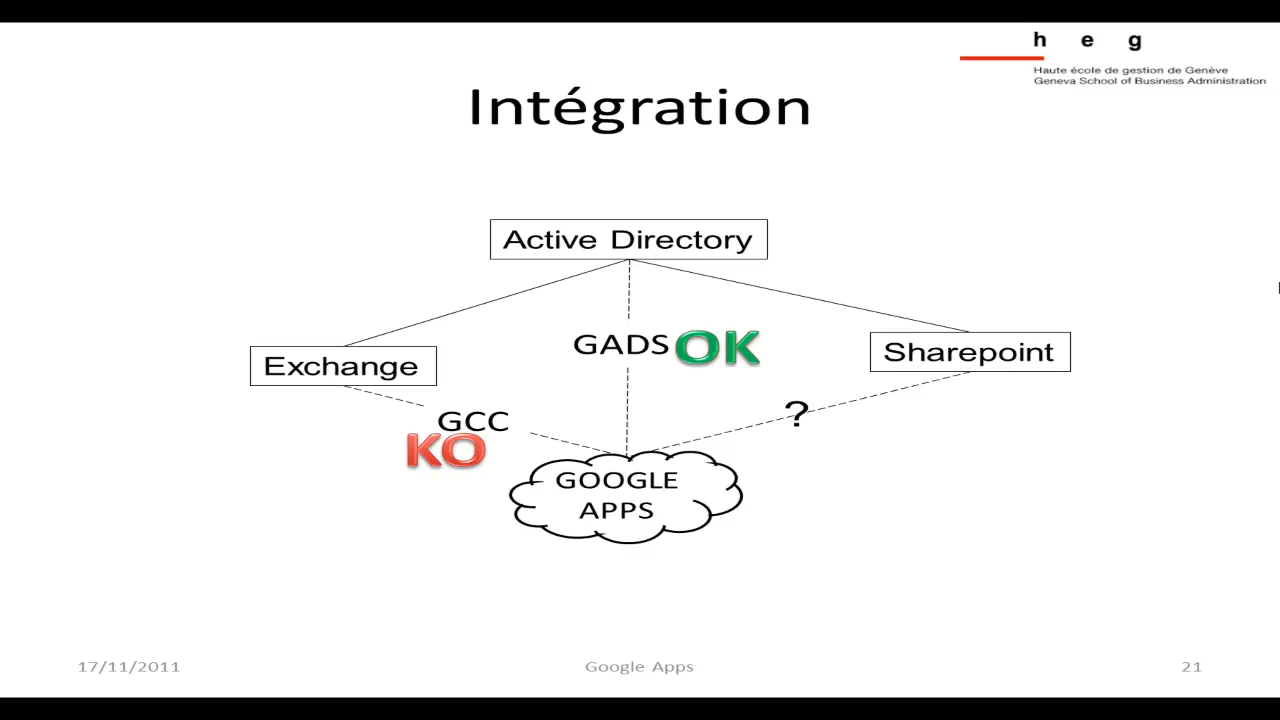 h e g
Haute école de gestion de Genève
Geneva School of Business Administration
Intégration
Active Directory
GADS OK
Sharepoint
Exchange
?
GCC
KO
GOOGLE
APPS
17/11/2011
Google Apps
21